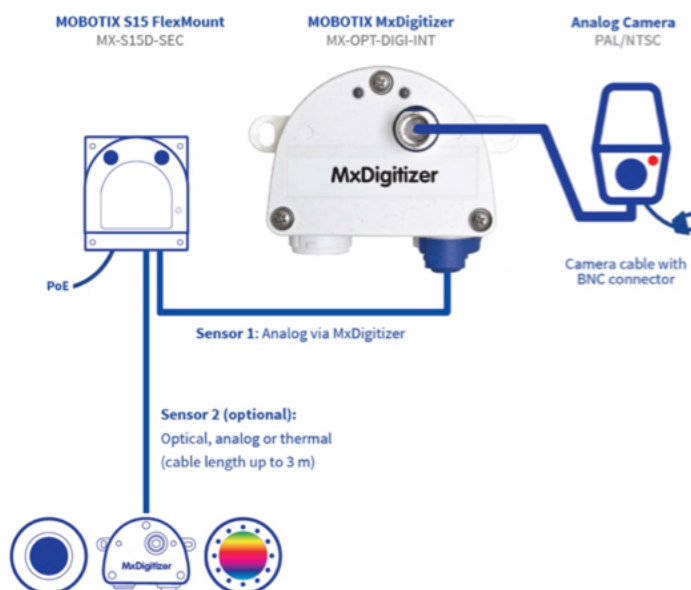 MOBOTIX S15 FlexMount
MX-S15D-SEC
MOBOTIX MxDigitizer
MX-OPT-DIGI-INT
Analog Camera
PAL/NTSC
MxDigitizer
PoE
Camera cable with
BNC connector
Sensor 1: Analog via MxDigitizer
Sensor 2 (optional):
Optical, analog or thermal
(cable length up to 3 m)
MxDigitizer